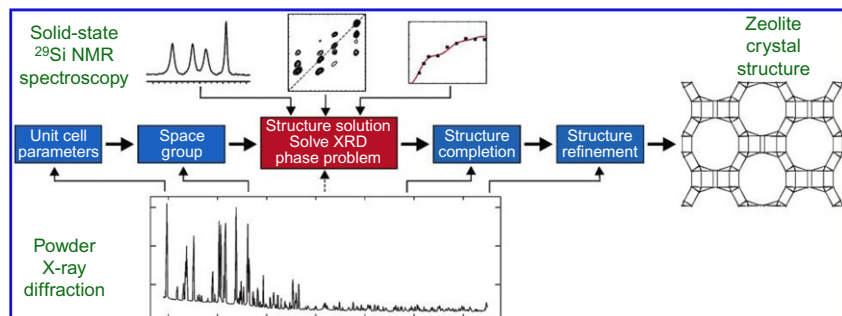 Solid-state
²⁹Si NMR
spectroscopy
Zeolite
crystal
structure
Unit cell
parameters
Space
group
Structure solution
Solve XRD
phase problem
Structure
completion
Structure
refinement
Powder
X-ray
diffraction